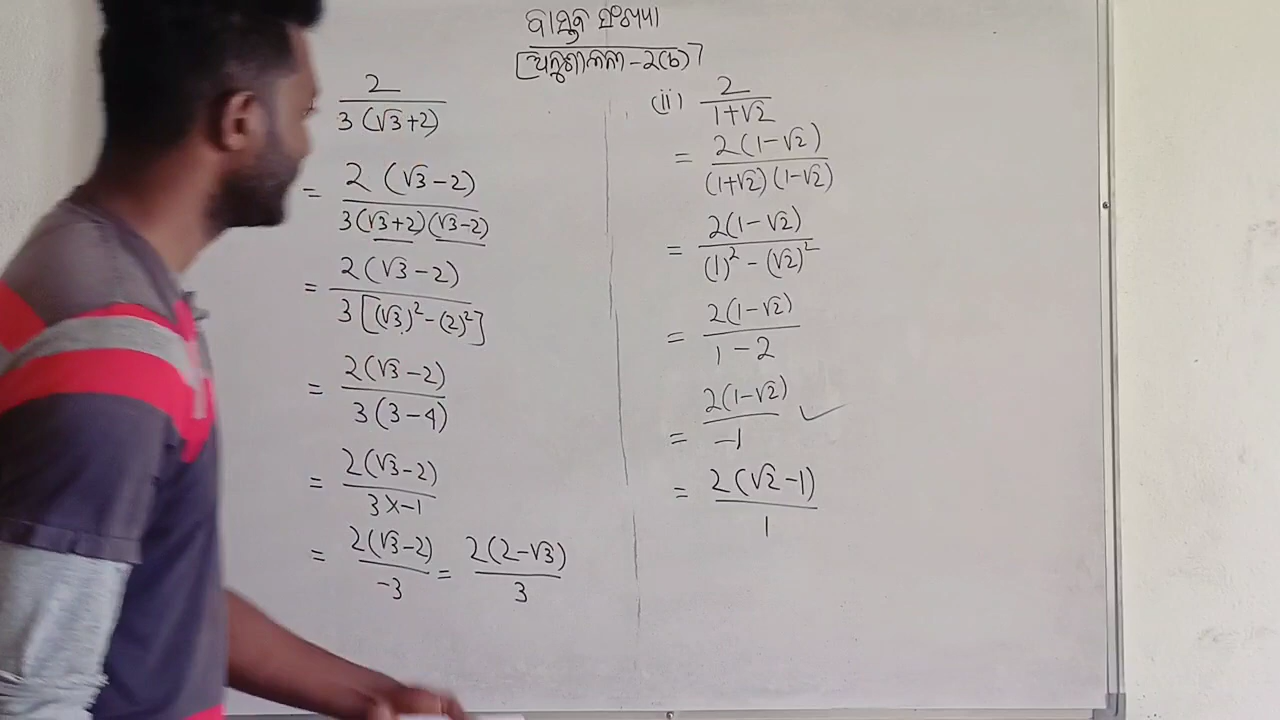 ବାସ୍ତବ ସଂଖ୍ୟା
[ଅନୁଶୀଳନୀ-2(b)]
2/(3(√3+2))
= 2(√3-2)/(3(√3+2)(√3-2))
= 2(√3-2)/(3[(√3)²-(2)²])
= 2(√3-2)/(3(3-4))
= 2(√3-2)/(3×-1)
= 2(√3-2)/-3 = 2(2-√3)/3
(ii) 2/(1+√2)
= 2(1-√2)/((1+√2)(1-√2))
= 2(1-√2)/((1)²-(√2)²)
= 2(1-√2)/(1-2)
= 2(1-√2)/-1 ✓
= 2(√2-1)/1